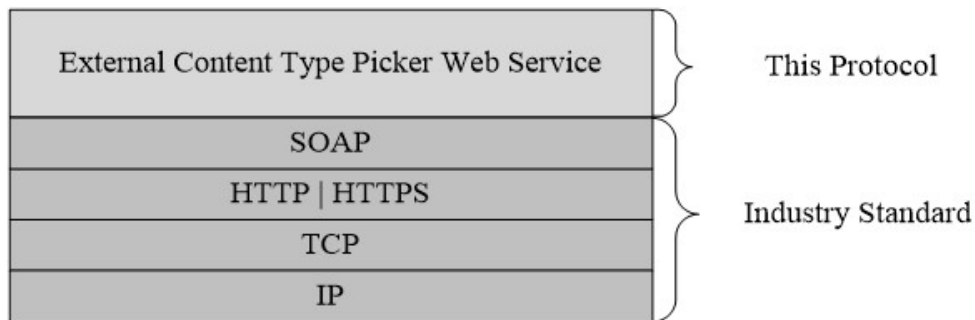 External Content Type Picker Web Service
This Protocol
SOAP
HTTP | HTTPS
TCP
IP
Industry Standard